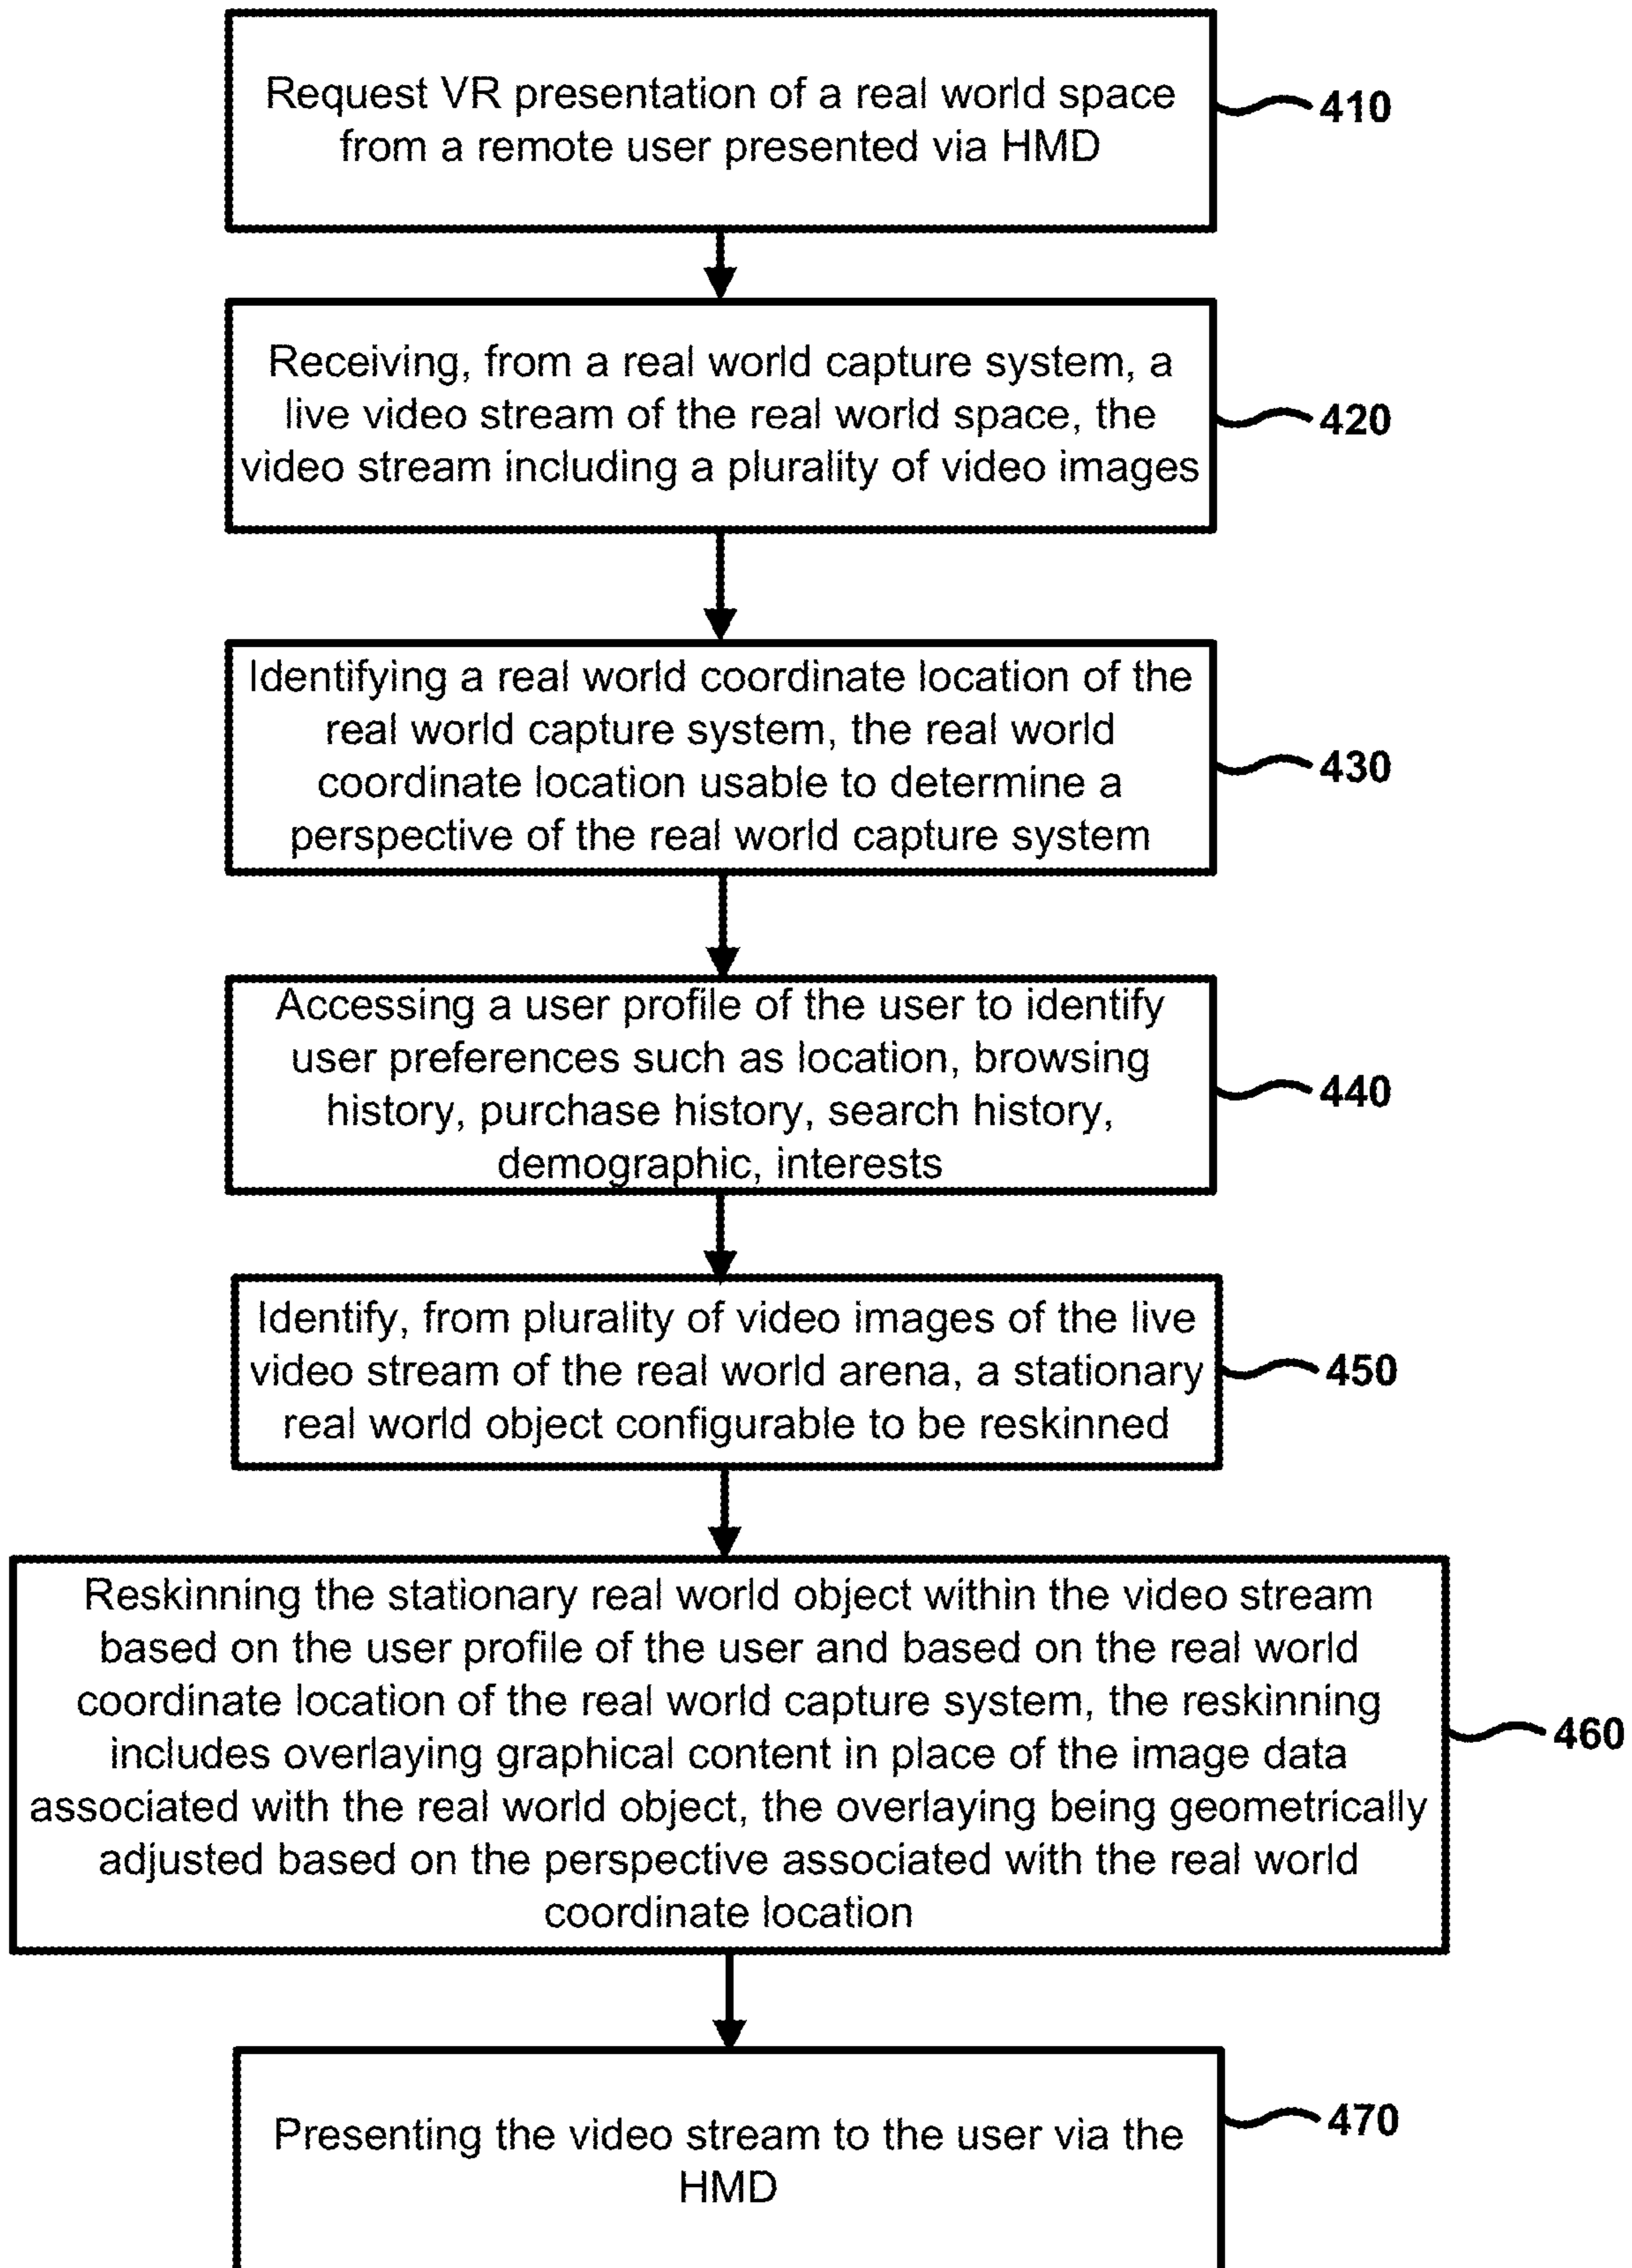 Request VR presentation of a real world space
from a remote user presented via HMD
410
Receiving, from a real world capture system, a
live video stream of the real world space, the
video stream including a plurality of video images
420
Identifying a real world coordinate location of the
real world capture system, the real world
coordinate location usable to determine a
perspective of the real world capture system
430
Accessing a user profile of the user to identify
user preferences such as location, browsing
history, purchase history, search history,
demographic, interests
440
Identify, from plurality of video images of the live
video stream of the real world arena, a stationary
real world object configurable to be reskinned
450
Reskinning the stationary real world object within the video stream
based on the user profile of the user and based on the real world
coordinate location of the real world capture system, the reskinning
includes overlaying graphical content in place of the image data
associated with the real world object, the overlaying being geometrically
adjusted based on the perspective associated with the real world
coordinate location
460
Presenting the video stream to the user via the
HMD
470